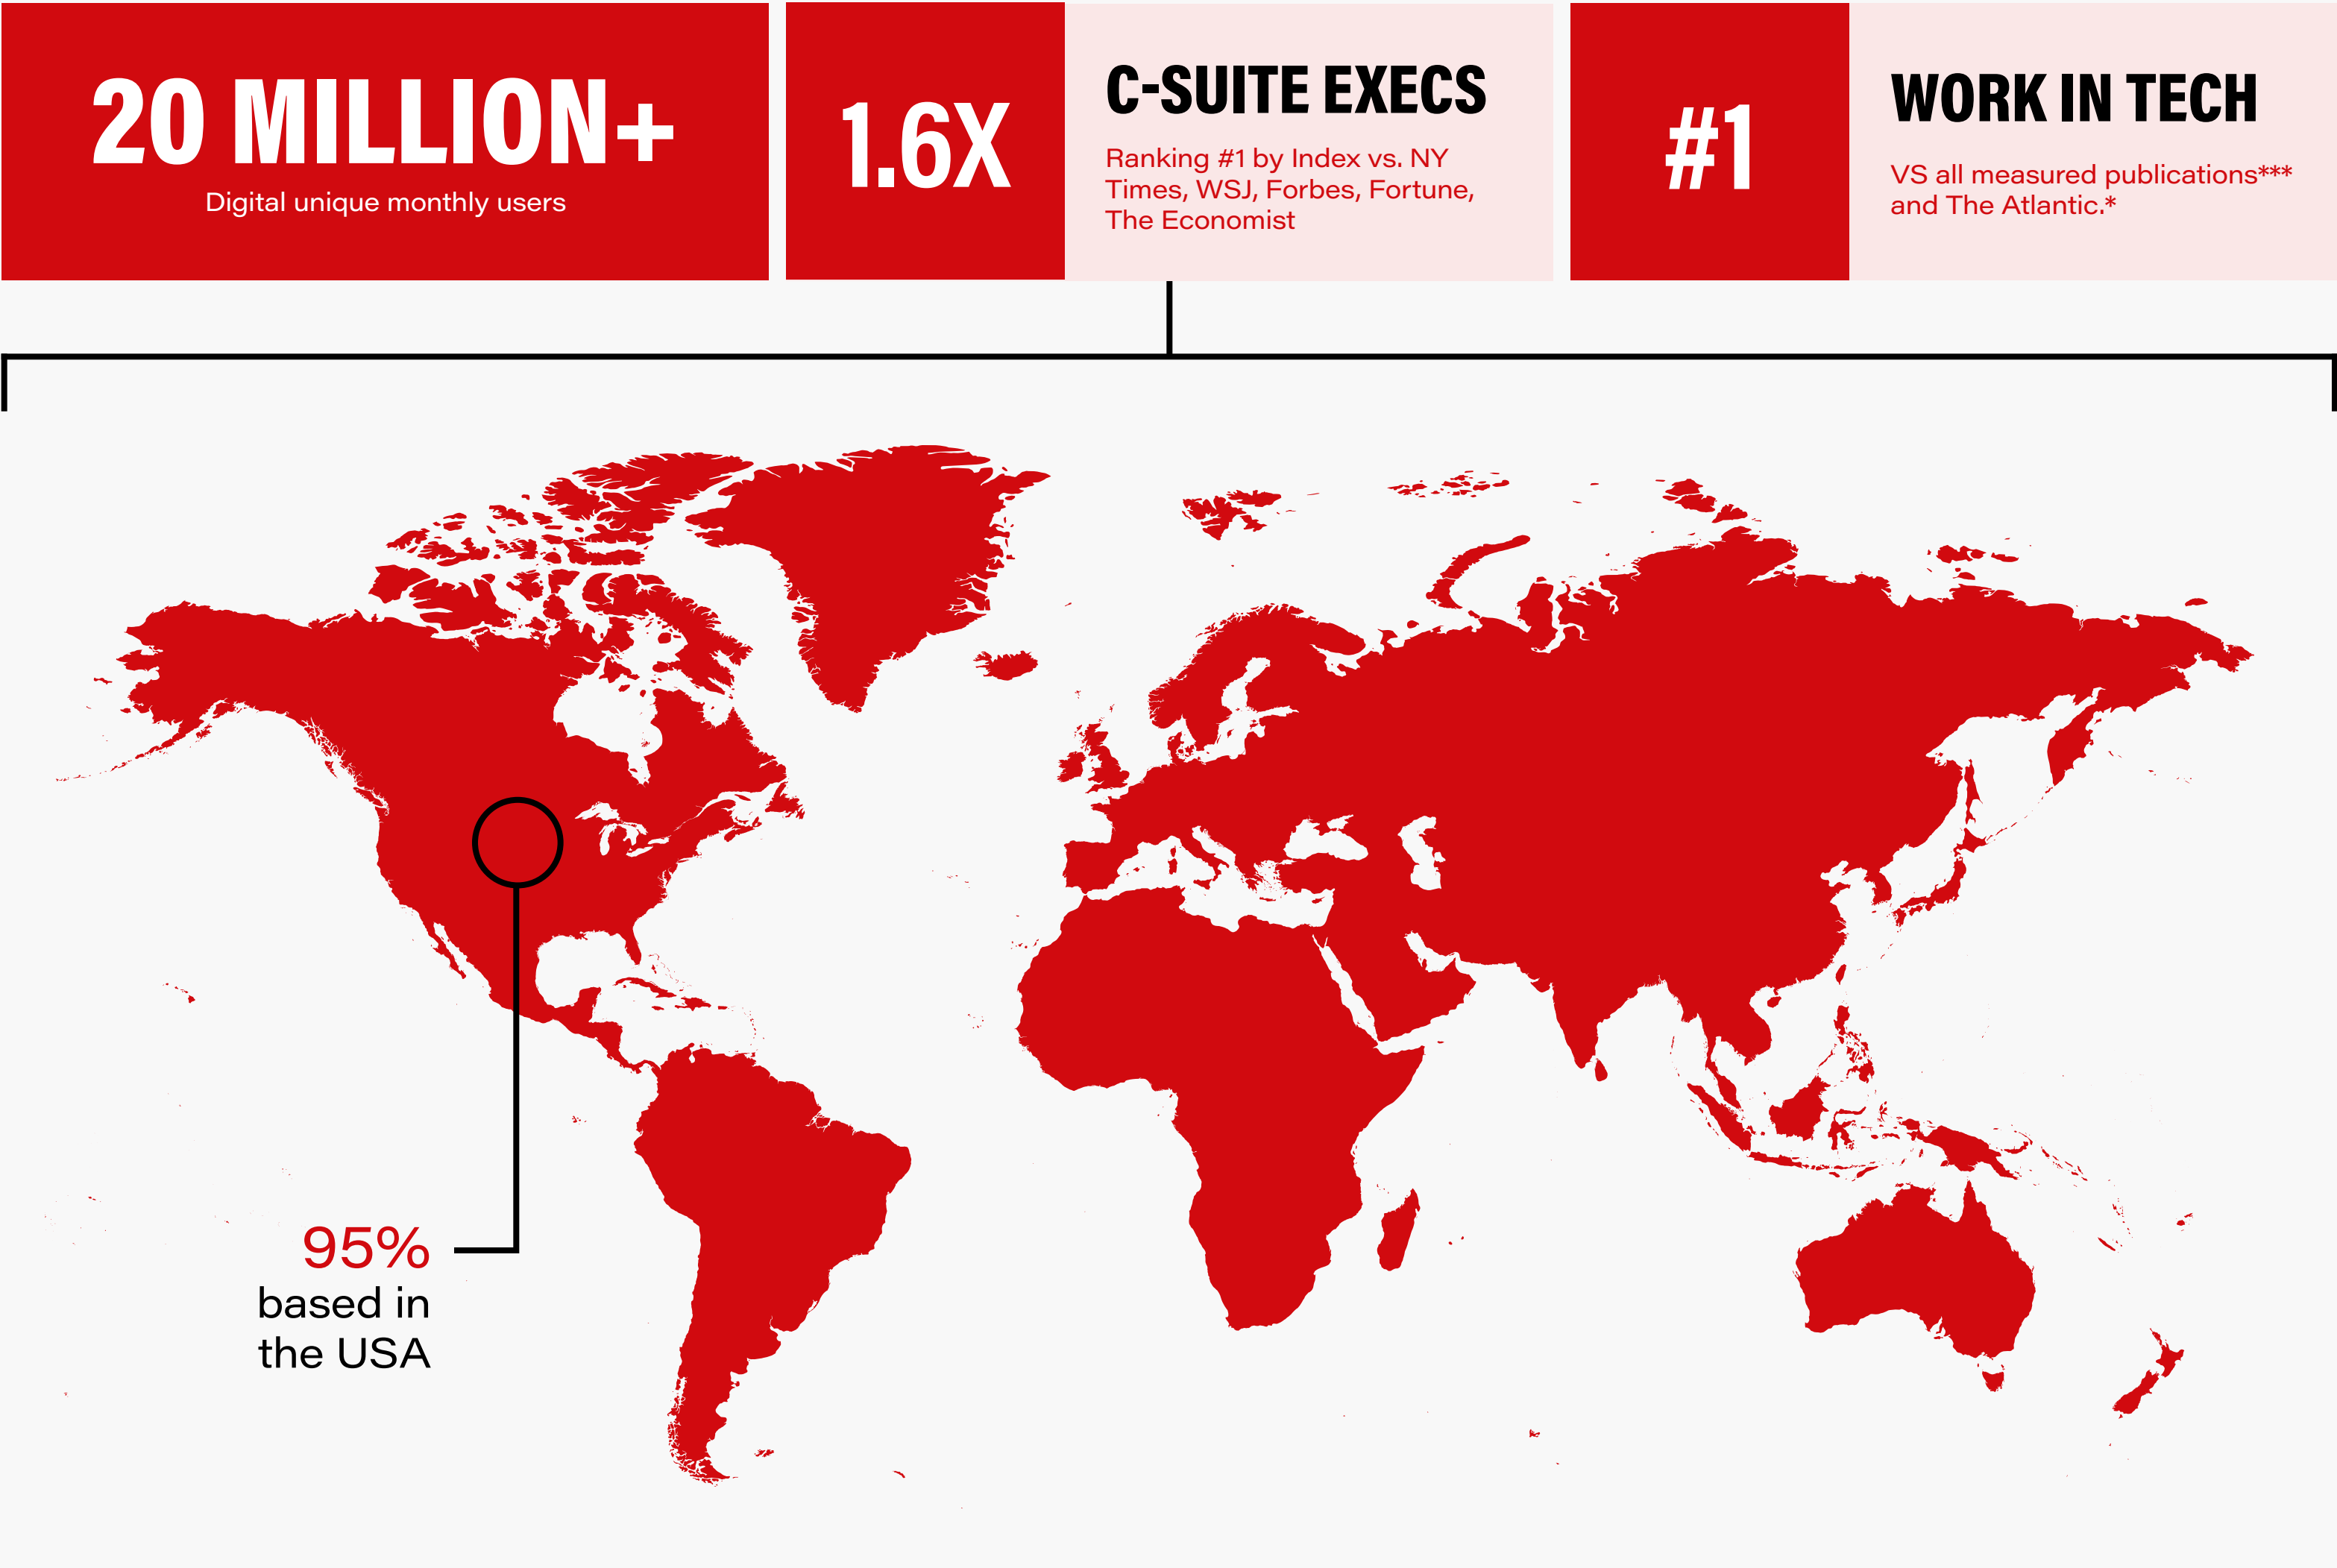 20 MILLION+
Digital unique monthly users
1.6X
C-SUITE EXECS
Ranking #1 by Index vs. NY
Times, WSJ, Forbes, Fortune,
The Economist
#1
WORK IN TECH
VS all measured publications***
and The Atlantic.*
95%
based in
the USA